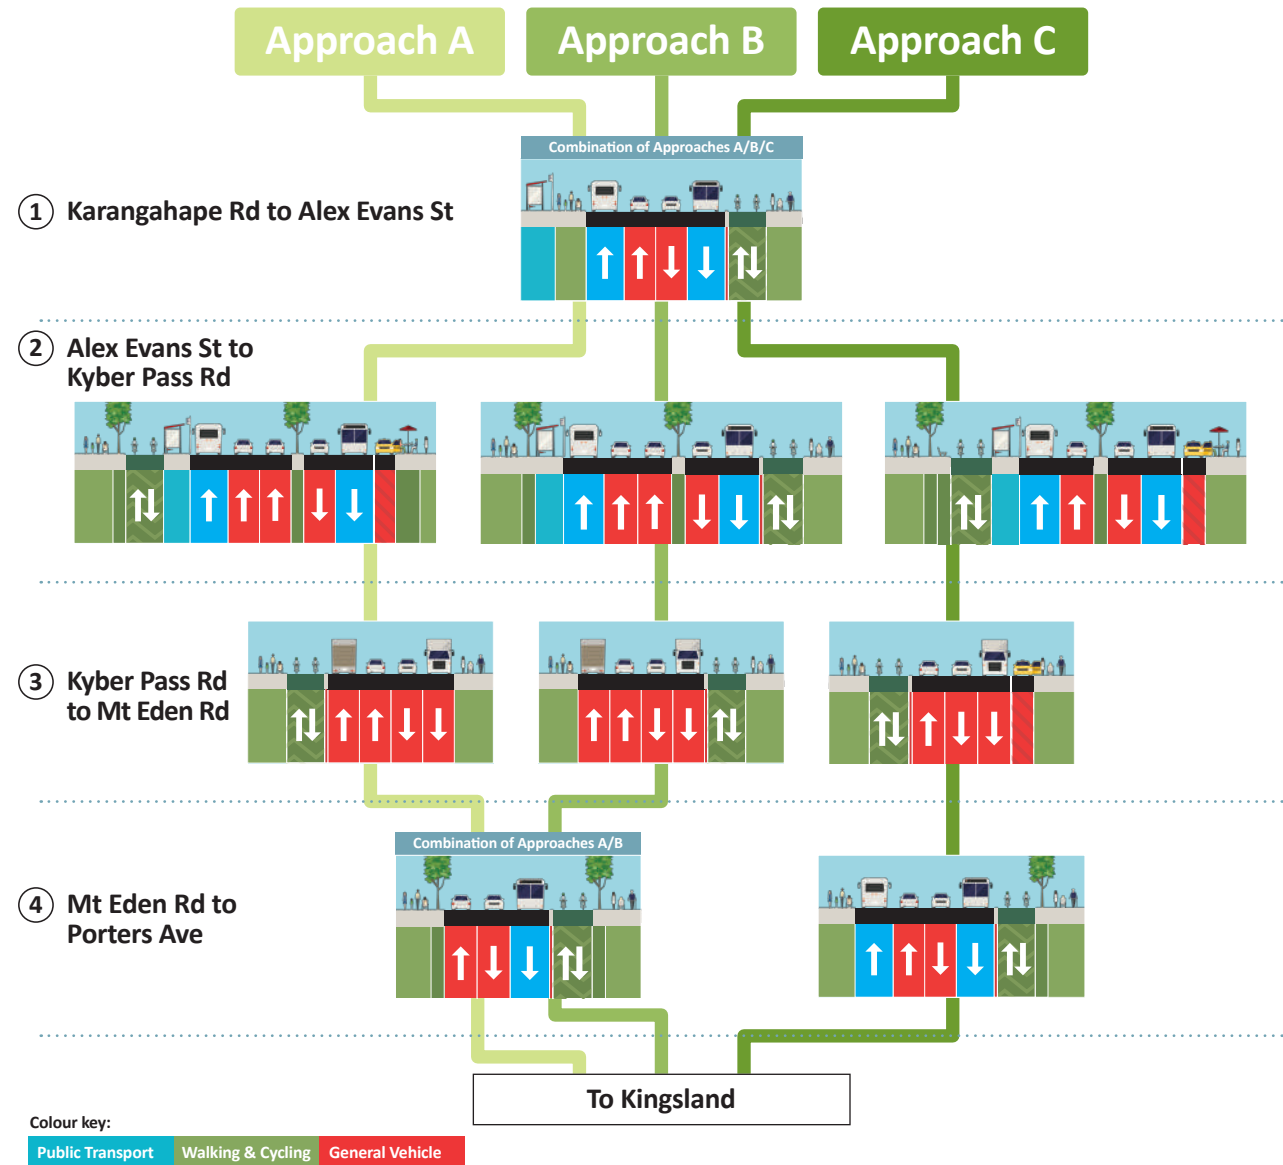 Approach A
Approach B
Approach C
Combination of Approaches A/B/C
1 Karangahape Rd to Alex Evans St
2 Alex Evans St to
Kyber Pass Rd
3 Kyber Pass Rd
to Mt Eden Rd
Combination of Approaches A/B
4 Mt Eden Rd to
Porters Ave
To Kingsland
Colour key:
Public Transport
Walking & Cycling
General Vehicle